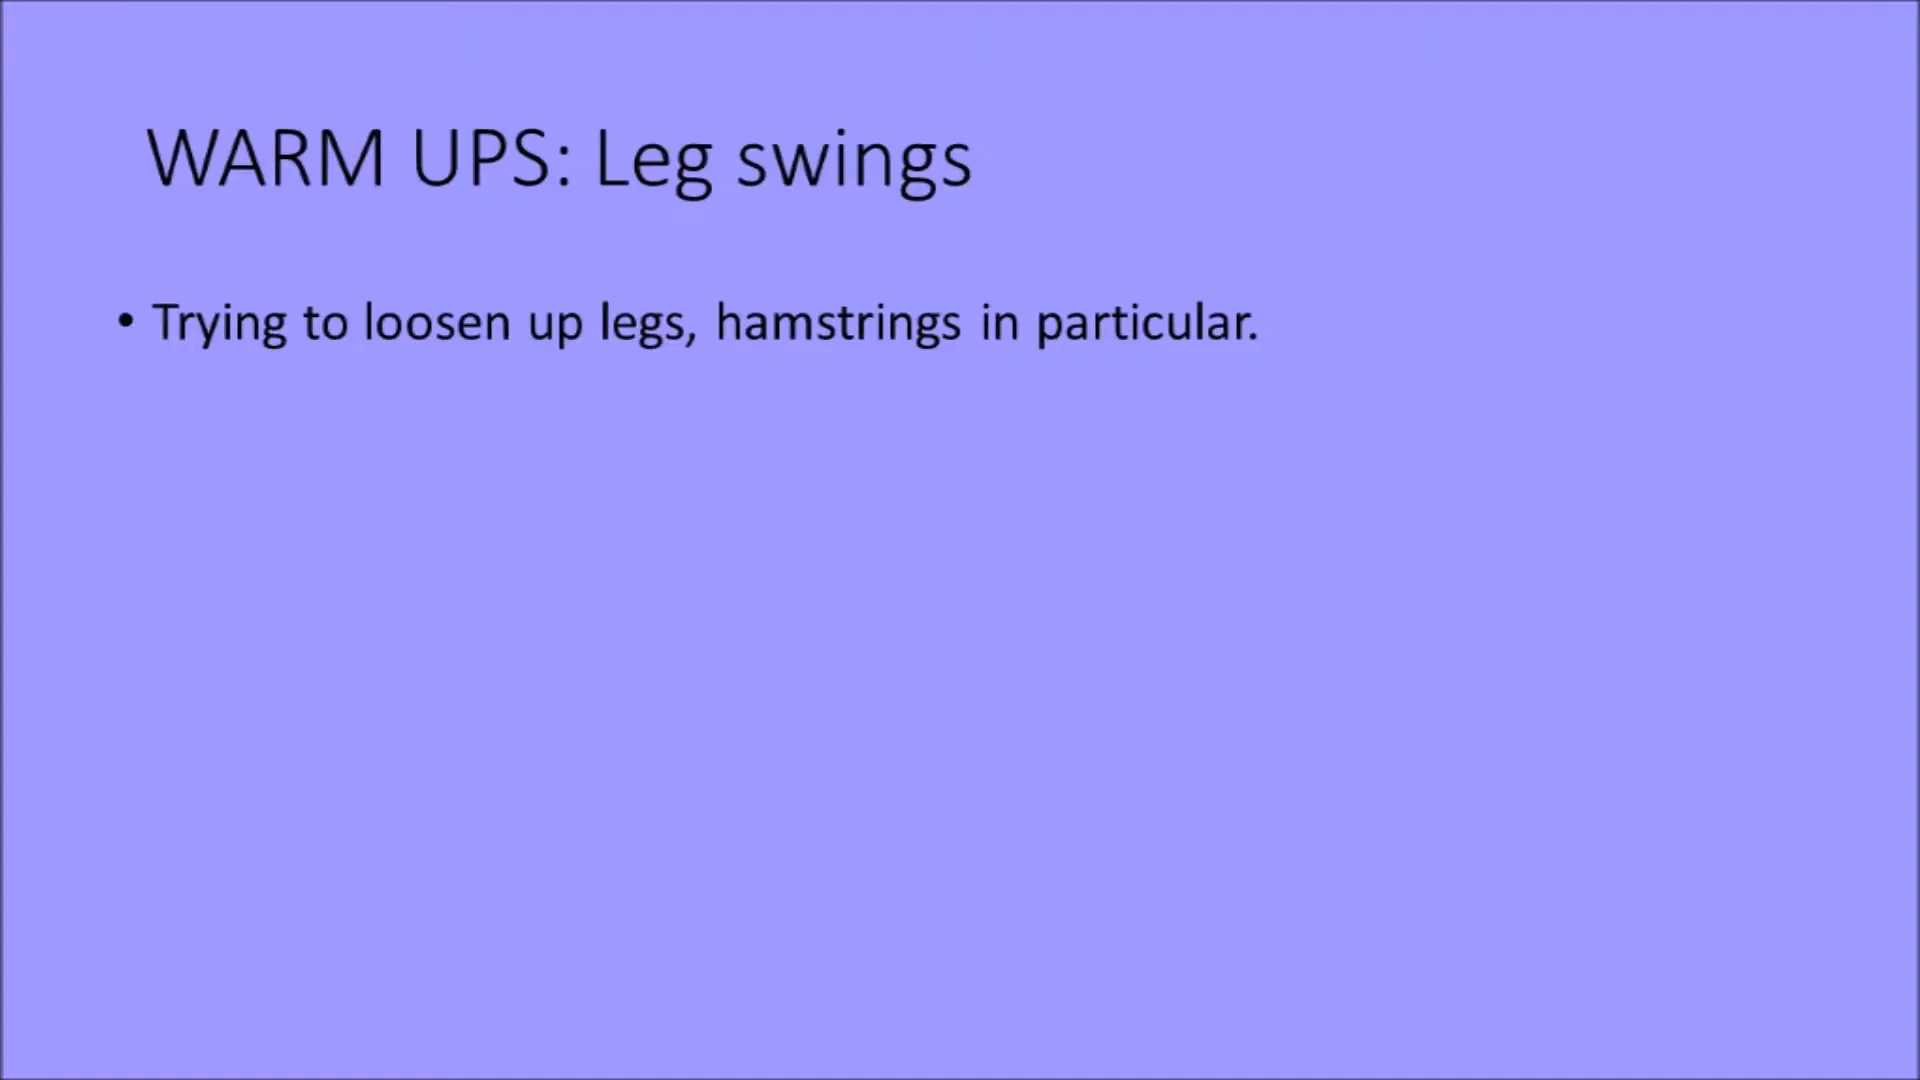 WARM UPS: Leg swings
• Trying to loosen up legs, hamstrings in particular.